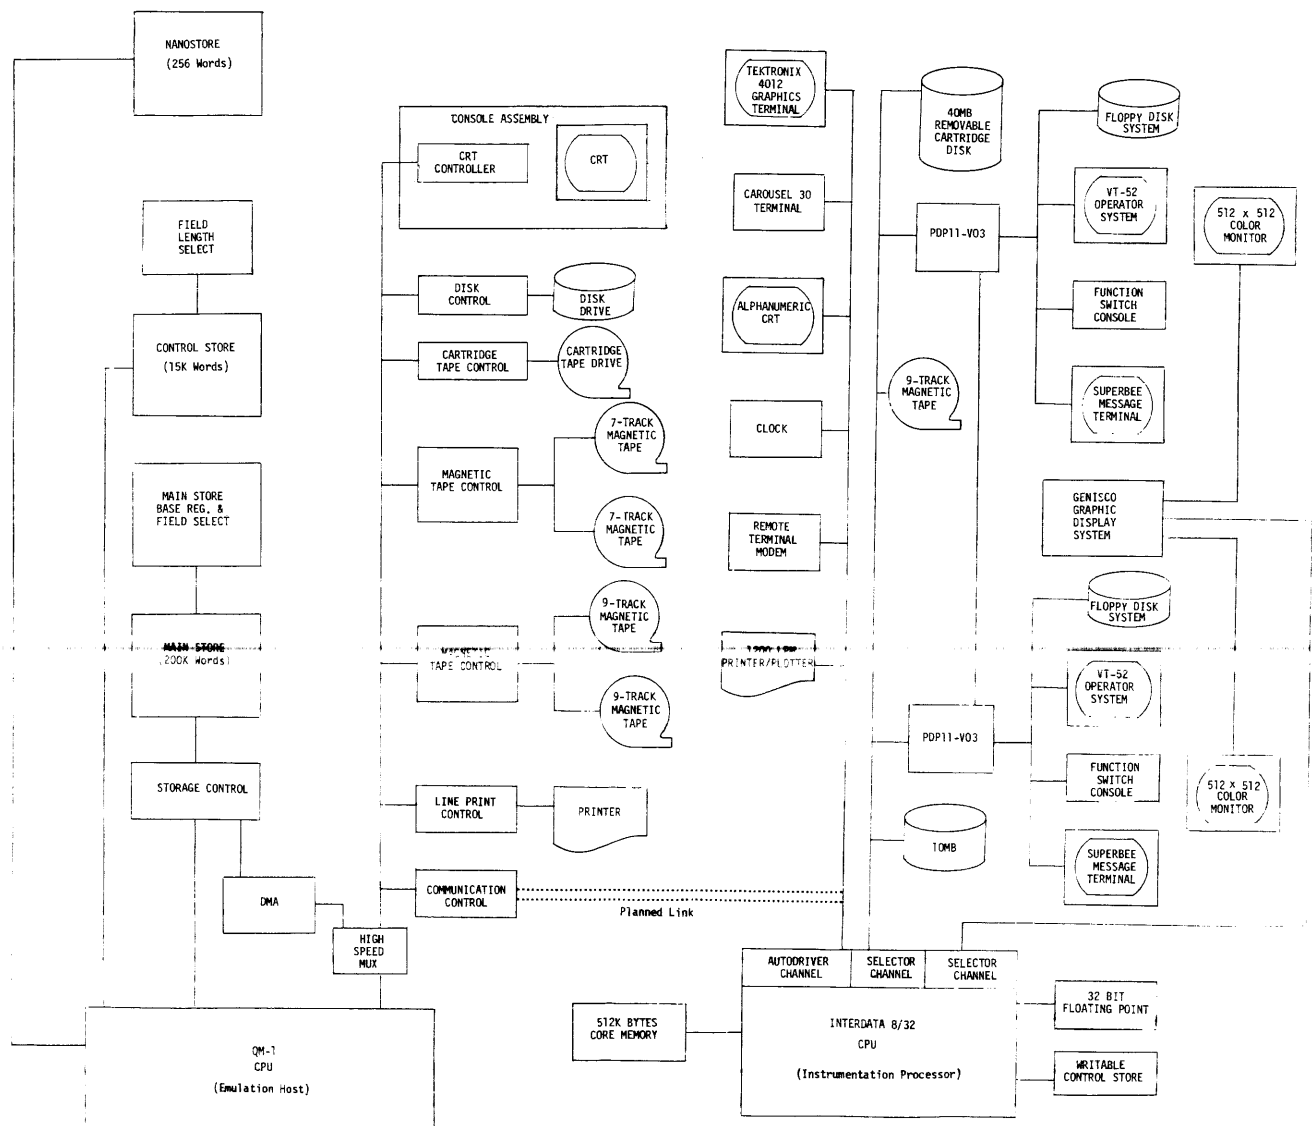 NANOSTORE
(256 Words)
FIELD
LENGTH
SELECT
CONTROL STORE
(15K Words)
MAIN STORE
BASE REG. &
FIELD SELECT
MAIN STORE
(200K Words)
STORAGE CONTROL
DMA
HIGH
SPEED
MUX
QM-1
CPU
(Emulation Host)
CONSOLE ASSEMBLY
CRT
CONTROLLER
CRT
DISK
CONTROL
DISK
DRIVE
CARTRIDGE
TAPE CONTROL
CARTRIDGE
TAPE DRIVE
7-TRACK
MAGNETIC
TAPE
MAGNETIC
TAPE CONTROL
7-TRACK
MAGNETIC
TAPE
9-TRACK
MAGNETIC
TAPE
MAGNETIC
TAPE CONTROL
9-TRACK
MAGNETIC
TAPE
LINE PRINT
CONTROL
PRINTER
COMMUNICATION
CONTROL
Planned Link
TEKTRONIX
4012
GRAPHICS
TERMINAL
CAROUSEL 30
TERMINAL
ALPHANUMERIC
CRT
CLOCK
REMOTE
TERMINAL
MODEM
1200 LPM
PRINTER/PLOTTER
40MB
REMOVABLE
CARTRIDGE
DISK
PDP11-V03
9-TRACK
MAGNETIC
TAPE
PDP11-V03
10MB
FLOPPY DISK
SYSTEM
VT-52
OPERATOR
SYSTEM
FUNCTION
SWITCH
CONSOLE
SUPERBEE
MESSAGE
TERMINAL
512 x 512
COLOR
MONITOR
GENISCO
GRAPHIC
DISPLAY
SYSTEM
FLOPPY DISK
SYSTEM
VT-52
OPERATOR
SYSTEM
FUNCTION
SWITCH
CONSOLE
512 x 512
COLOR
MONITOR
SUPERBEE
MESSAGE
TERMINAL
AUTODRIVER
CHANNEL
SELECTOR
CHANNEL
SELECTOR
CHANNEL
512K BYTES
CORE MEMORY
INTERDATA 8/32
CPU
(Instrumentation Processor)
32 BIT
FLOATING POINT
WRITABLE
CONTROL STORE